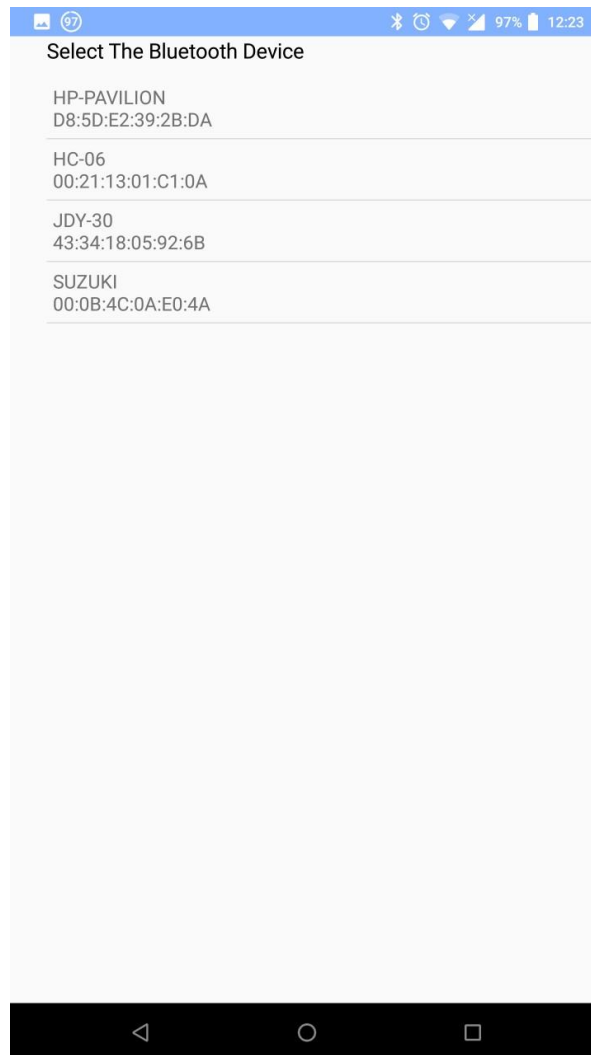 97 97% 12:23
Select The Bluetooth Device
HP-PAVILION
D8:5D:E2:39:2B:DA
HC-06
00:21:13:01:C1:0A
JDY-30
43:34:18:05:92:6B
SUZUKI
00:0B:4C:0A:E0:4A